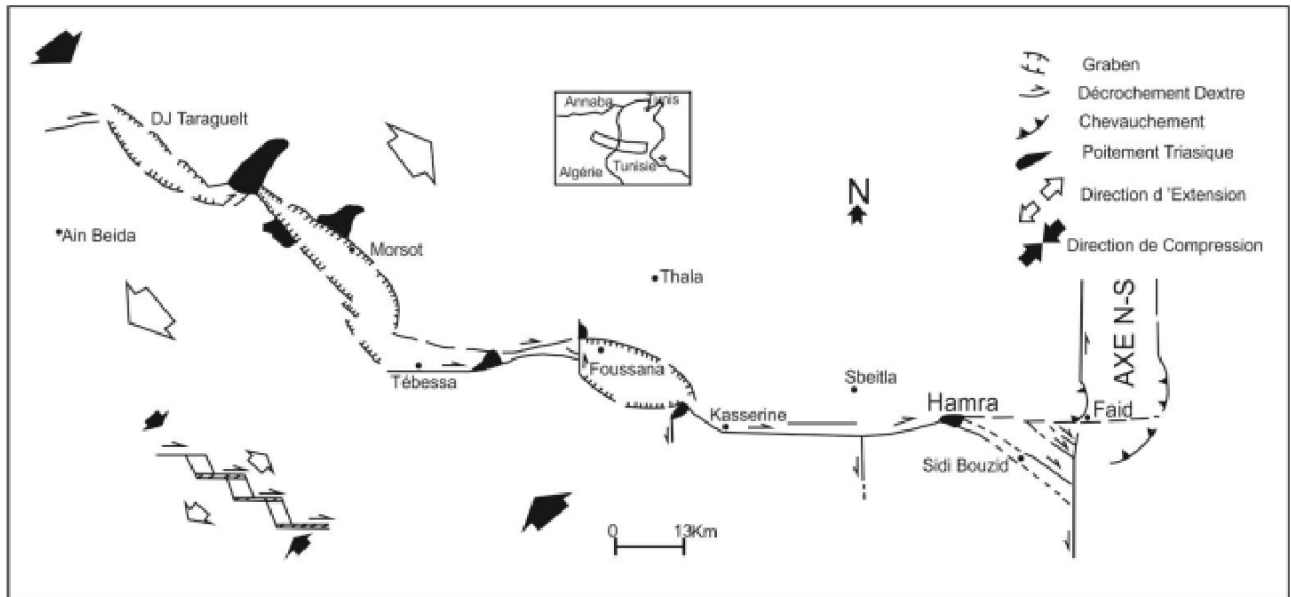 DJ Taraguelt
Annaba
Tunis
Algérie
Tunisie
N
Graben
Décrochement Dextre
Chevauchement
Poitement Triasique
Direction d 'Extension
Direction de Compression
Ain Beida
Morsot
Thala
AXE N-S
Tébessa
Foussana
Sbeitla
Kasserine
Hamra
Faid
Sidi Bouzid
0 13Km